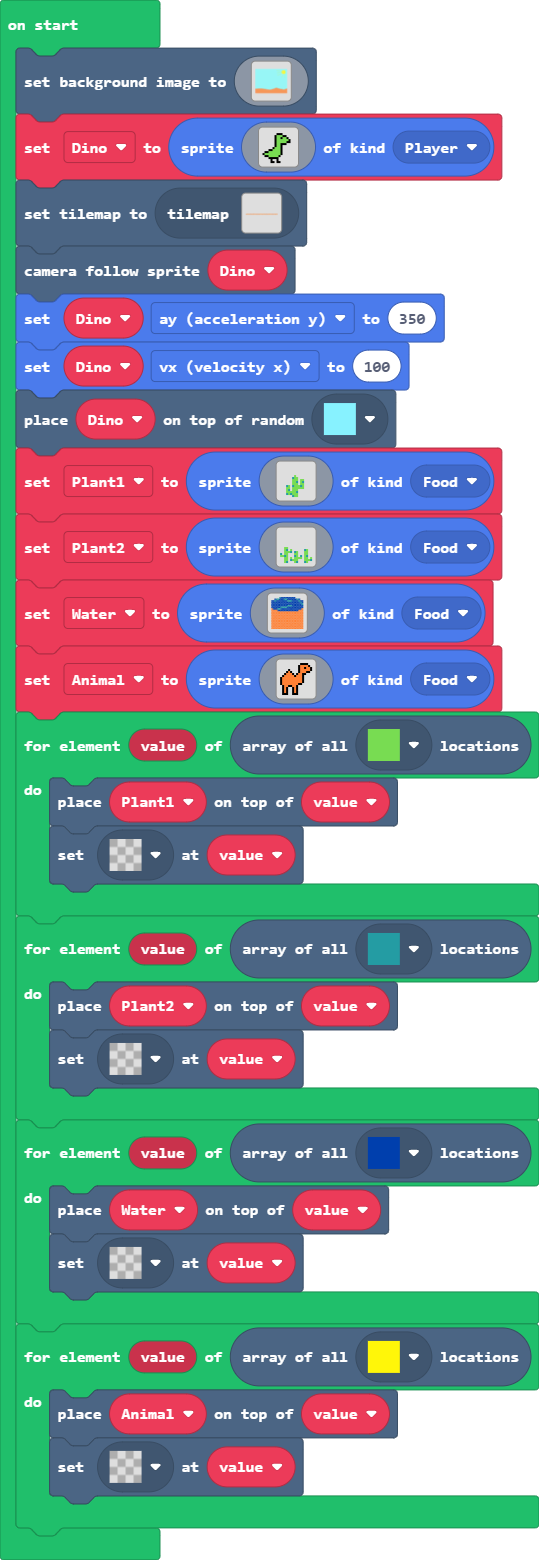 on start
set background image to
set Dino to sprite of kind Player
set tilemap to tilemap
camera follow sprite Dino
set Dino ay (acceleration y) to 350
set Dino vx (velocity x) to 100
place Dino on top of random
set Plant1 to sprite of kind Food
set Plant2 to sprite of kind Food
set Water to sprite of kind Food
set Animal to sprite of kind Food
for element value of array of all locations
do
place Plant1 on top of value
set at value
for element value of array of all locations
do
place Plant2 on top of value
set at value
for element value of array of all locations
do
place Water on top of value
set at value
for element value of array of all locations
do
place Animal on top of value
set at value